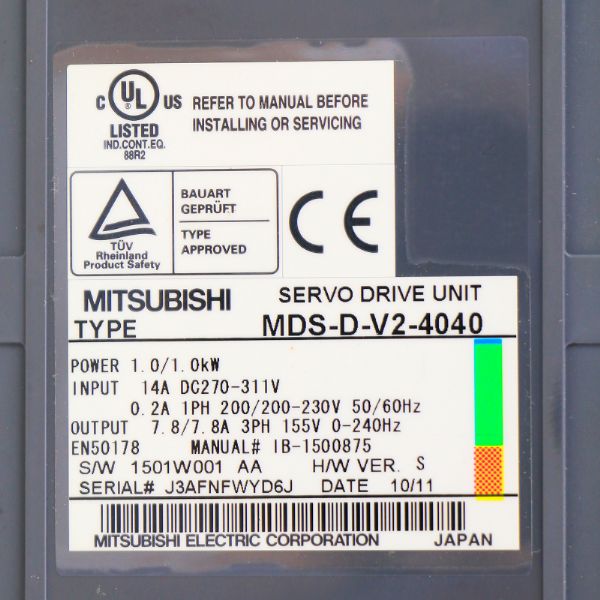 C UL ® US
LISTED
IND.CONT.EQ.
88R2
REFER TO MANUAL BEFORE
INSTALLING OR SERVICING
TÜV
Rheinland
Product Safety
BAUART
GEPRÜFT
TYPE
APPROVED
CE
MITSUBISHI SERVO DRIVE UNIT
TYPE MDS-D-V2-4040
POWER 1.0/1.0kW
INPUT 14A DC270-311V
0.2A 1PH 200/200-230V 50/60Hz
OUTPUT 7.8/7.8A 3PH 155V 0-240Hz
EN50178 MANUAL# IB-1500875
S/W 1501W001 AA H/W VER. S
SERIAL# J3AFNFWYD6J DATE 10/11
MITSUBISHI ELECTRIC CORPORATION JAPAN